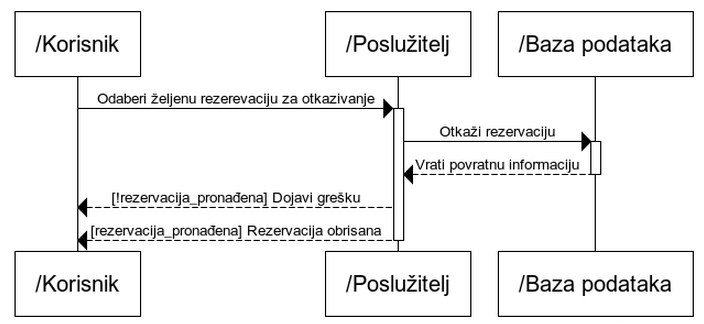 /Korisnik
/Poslužitelj
/Baza podataka
Odaberi željenu rezerevaciju za otkazivanje
Otkaži rezervaciju
Vrati povratnu informaciju
[!rezervacija_pronađena] Dojavi grešku
[rezervacija_pronađena] Rezervacija obrisana
/Korisnik
/Poslužitelj
/Baza podataka